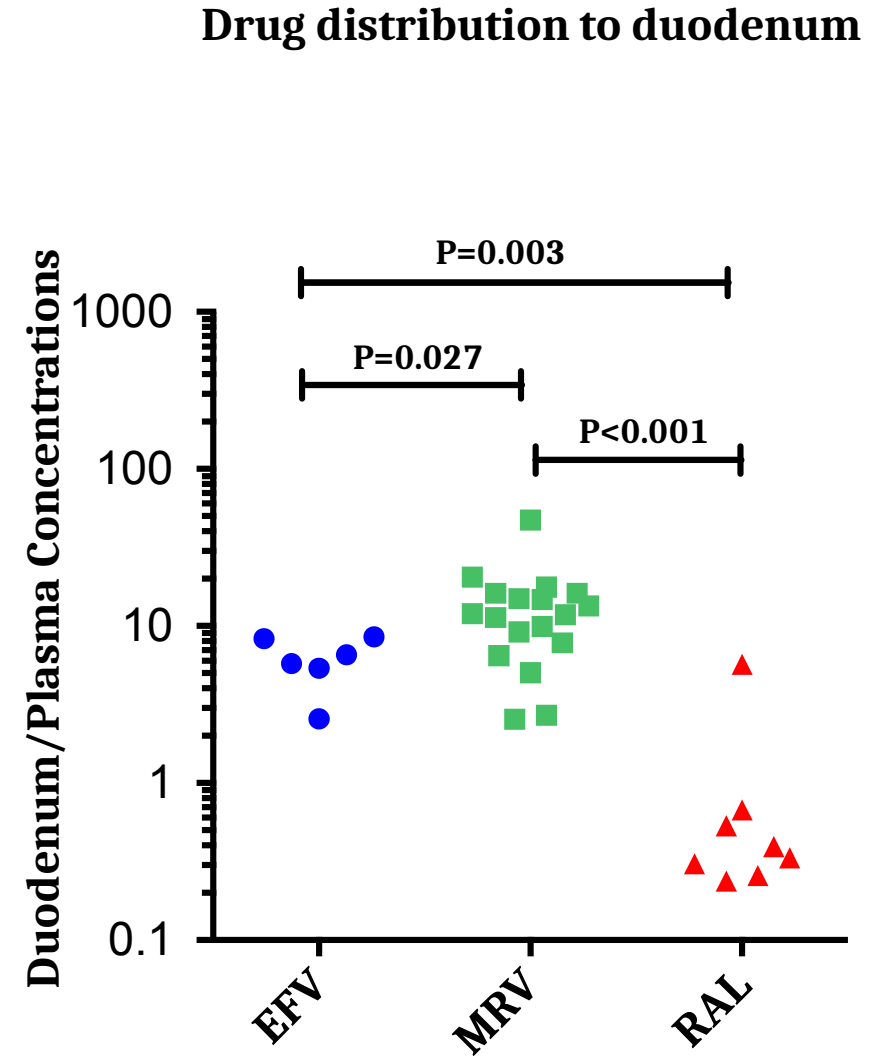 Drug distribution to duodenum
P=0.003
P=0.027
P<0.001
Duodenum/Plasma Concentrations
1000
100
10
1
0.1
EFV
MRV
RAL